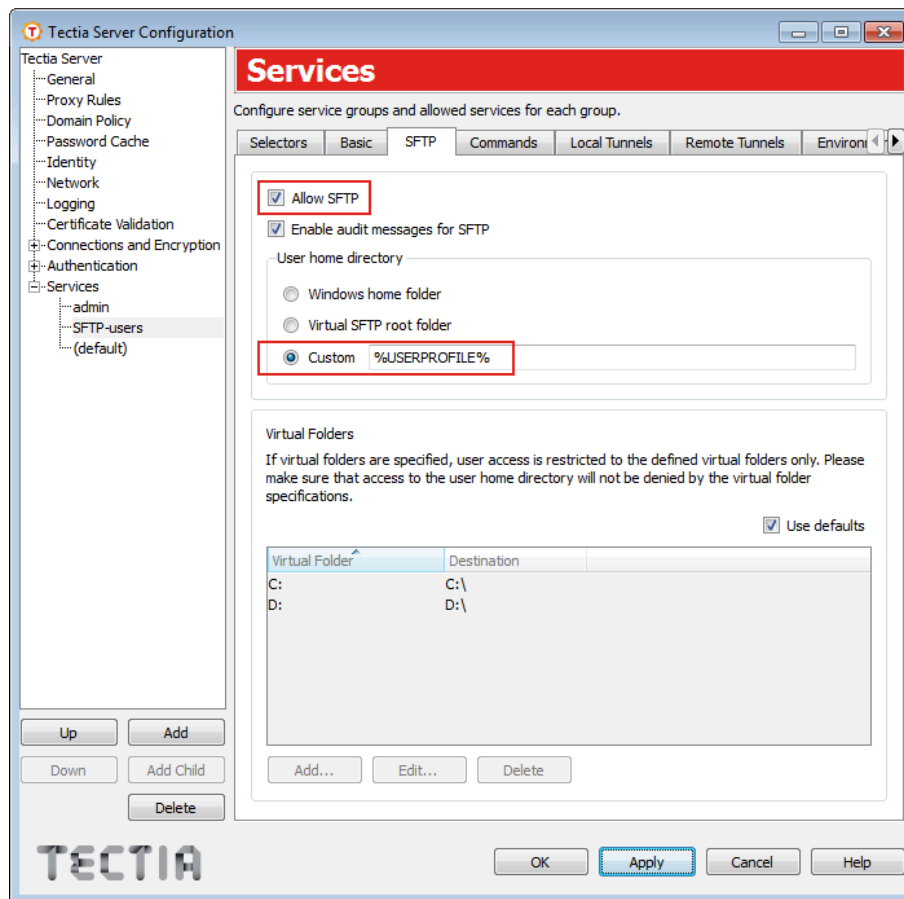 Tectia Server Configuration
Tectia Server
General
Proxy Rules
Domain Policy
Password Cache
Identity
Network
Logging
Certificate Validation
Connections and Encryption
Authentication
Services
admin
SFTP-users
(default)
Up
Add
Down
Add Child
Delete
Services
Configure service groups and allowed services for each group.
Selectors
Basic
SFTP
Commands
Local Tunnels
Remote Tunnels
Allow SFTP
Enable audit messages for SFTP
User home directory
Windows home folder
Virtual SFTP root folder
Custom %USERPROFILE%
Virtual Folders
If virtual folders are specified, user access is restricted to the defined virtual folders only. Please
make sure that access to the user home directory will not be denied by the virtual folder
specifications.
Use defaults
Virtual Folder Destination
C: C:\
D: D:\
Add...
Edit...
Delete
TECTIA
OK
Apply
Cancel
Help